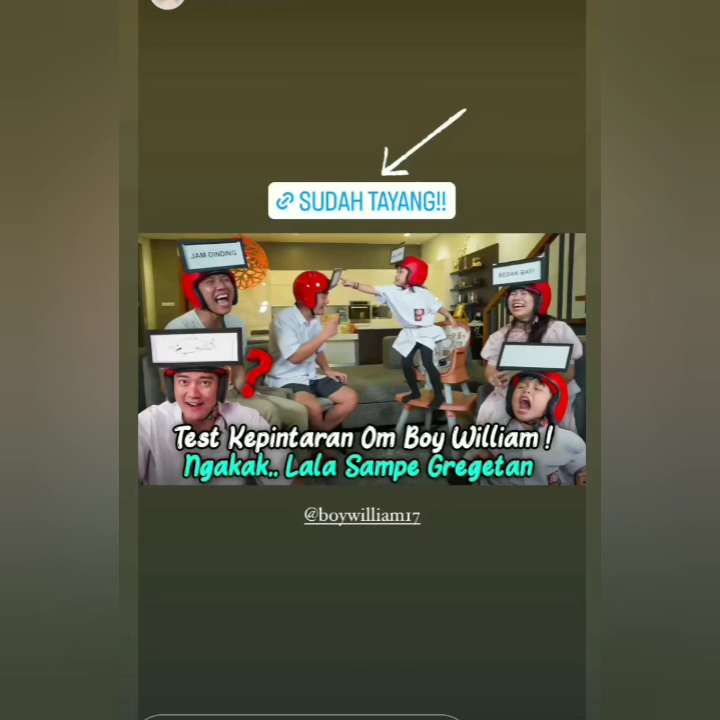 SUDAH TAYANG!!
JAM DINDING
BEDAK BAYI
Test Kepintaran Om Boy William !
Ngakak.. Lala Sampe Gregetan
@boywilliam17